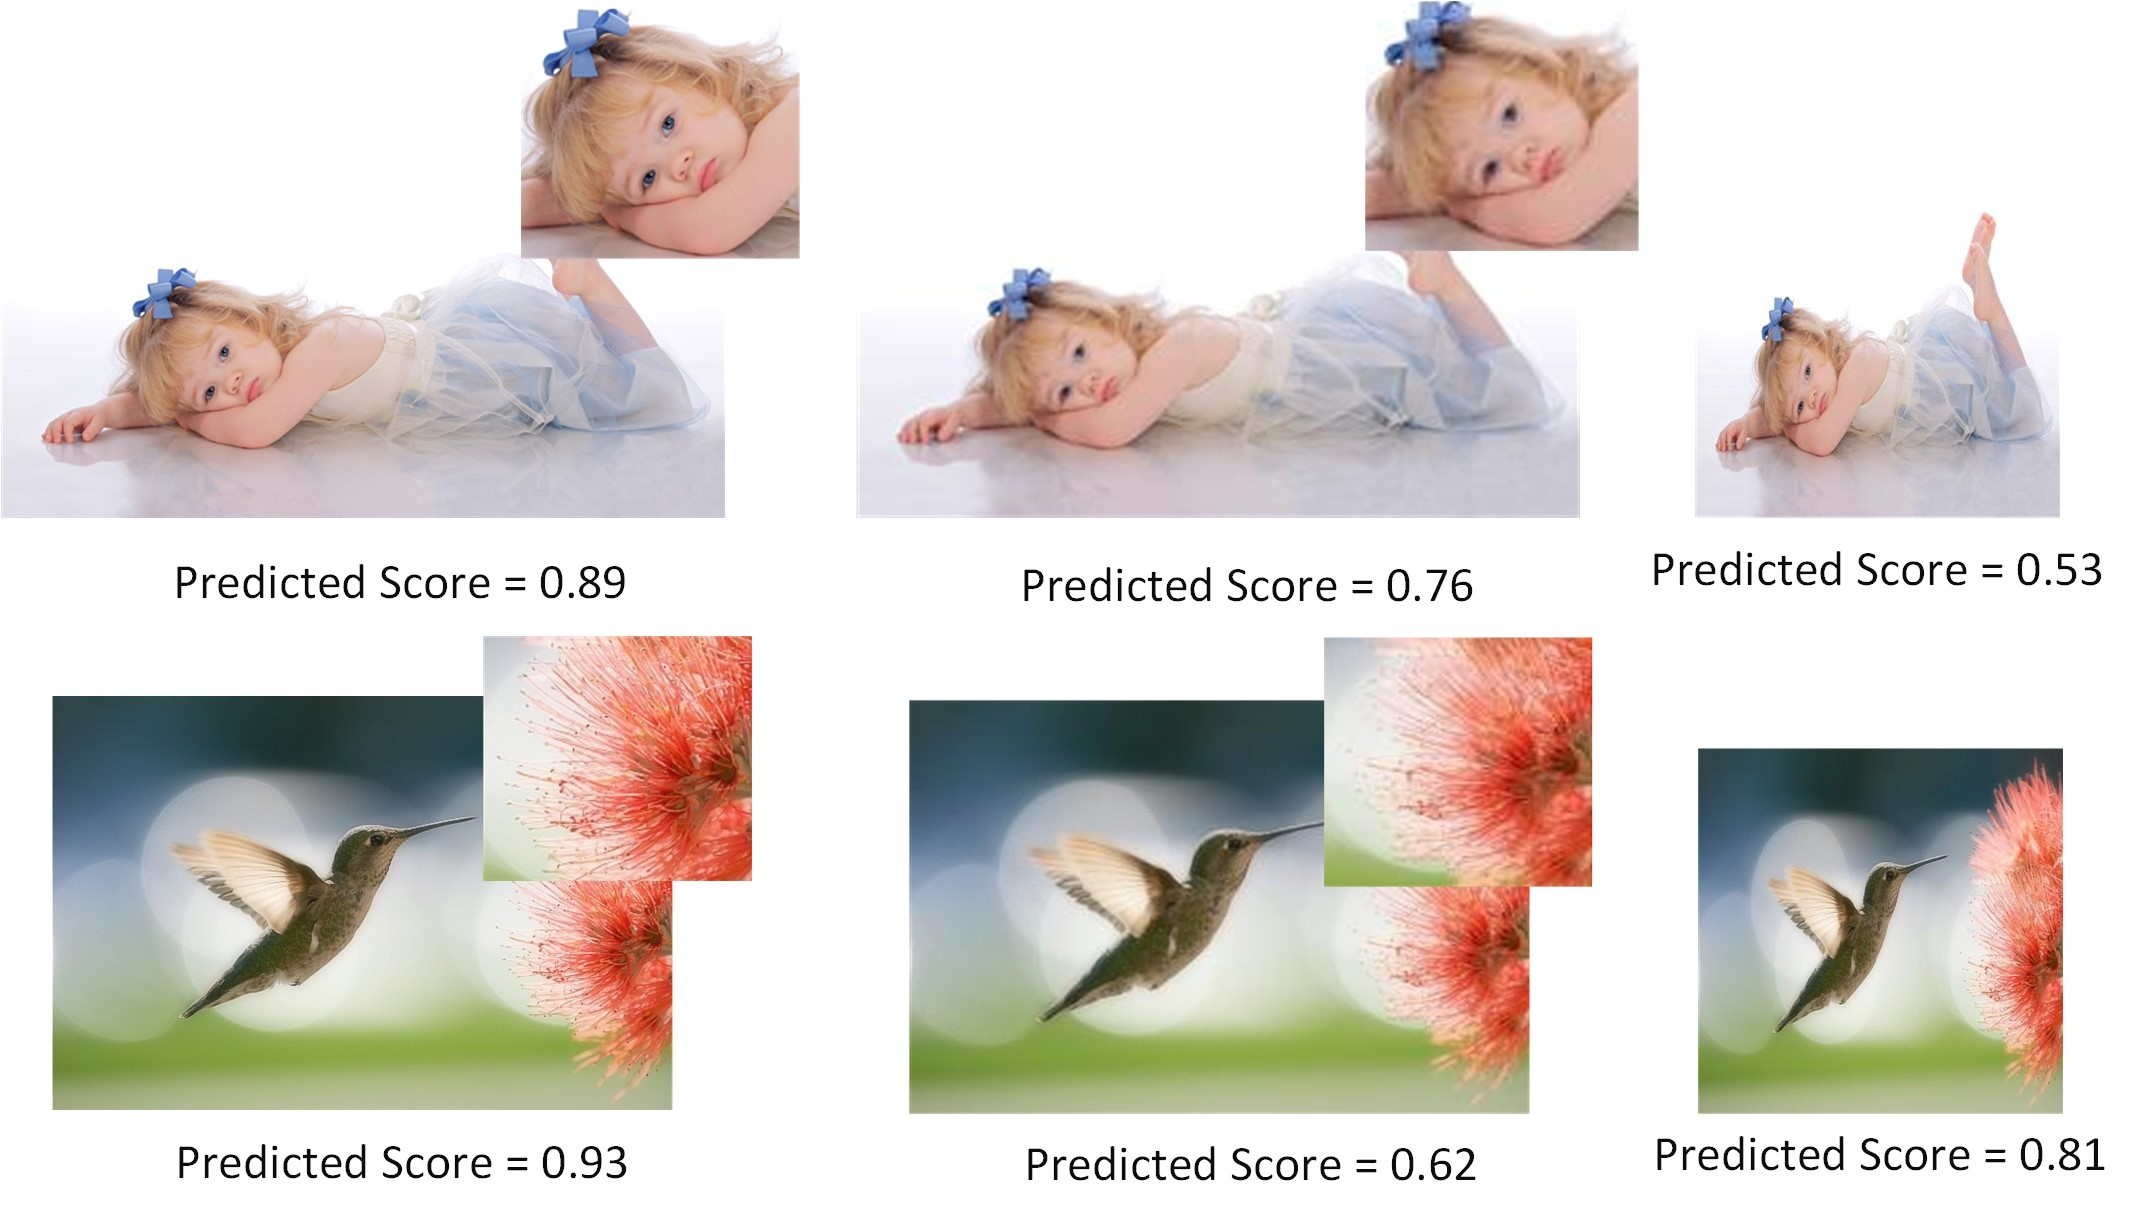 Predicted Score = 0.89
Predicted Score = 0.76
Predicted Score = 0.53
Predicted Score = 0.93
Predicted Score = 0.62
Predicted Score = 0.81